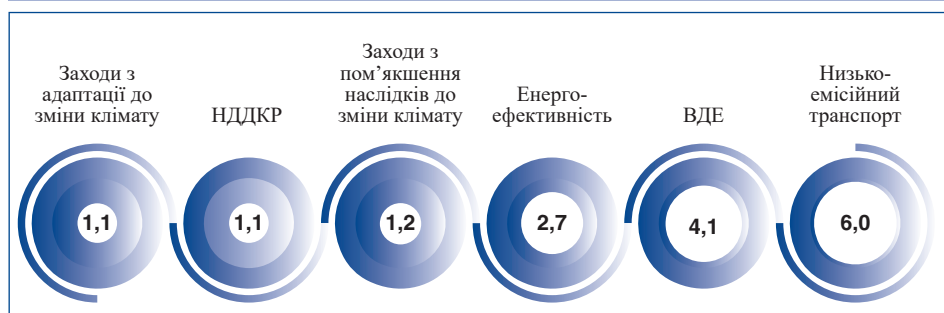 Заходи з
адаптації до
зміни клімату
НДДКР
Заходи з
пом’якшення
наслідків до
зміни клімату
Енерго-
ефективність
ВДЕ
Низько-
емісійний
транспорт
1,1
1,1
1,2
2,7
4,1
6,0